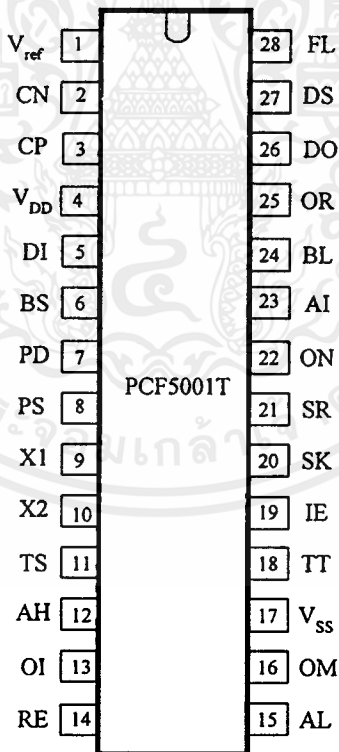 V_ref 1 28 FL
CN 2 27 DS
CP 3 26 DO
V_DD 4 25 OR
DI 5 24 BL
BS 6 23 AI
PD 7 22 ON
PCF5001T
PS 8 21 SR
X1 9 20 SK
X2 10 19 IE
TS 11 18 TT
AH 12 17 V_SS
OI 13 16 OM
RE 14 15 AL